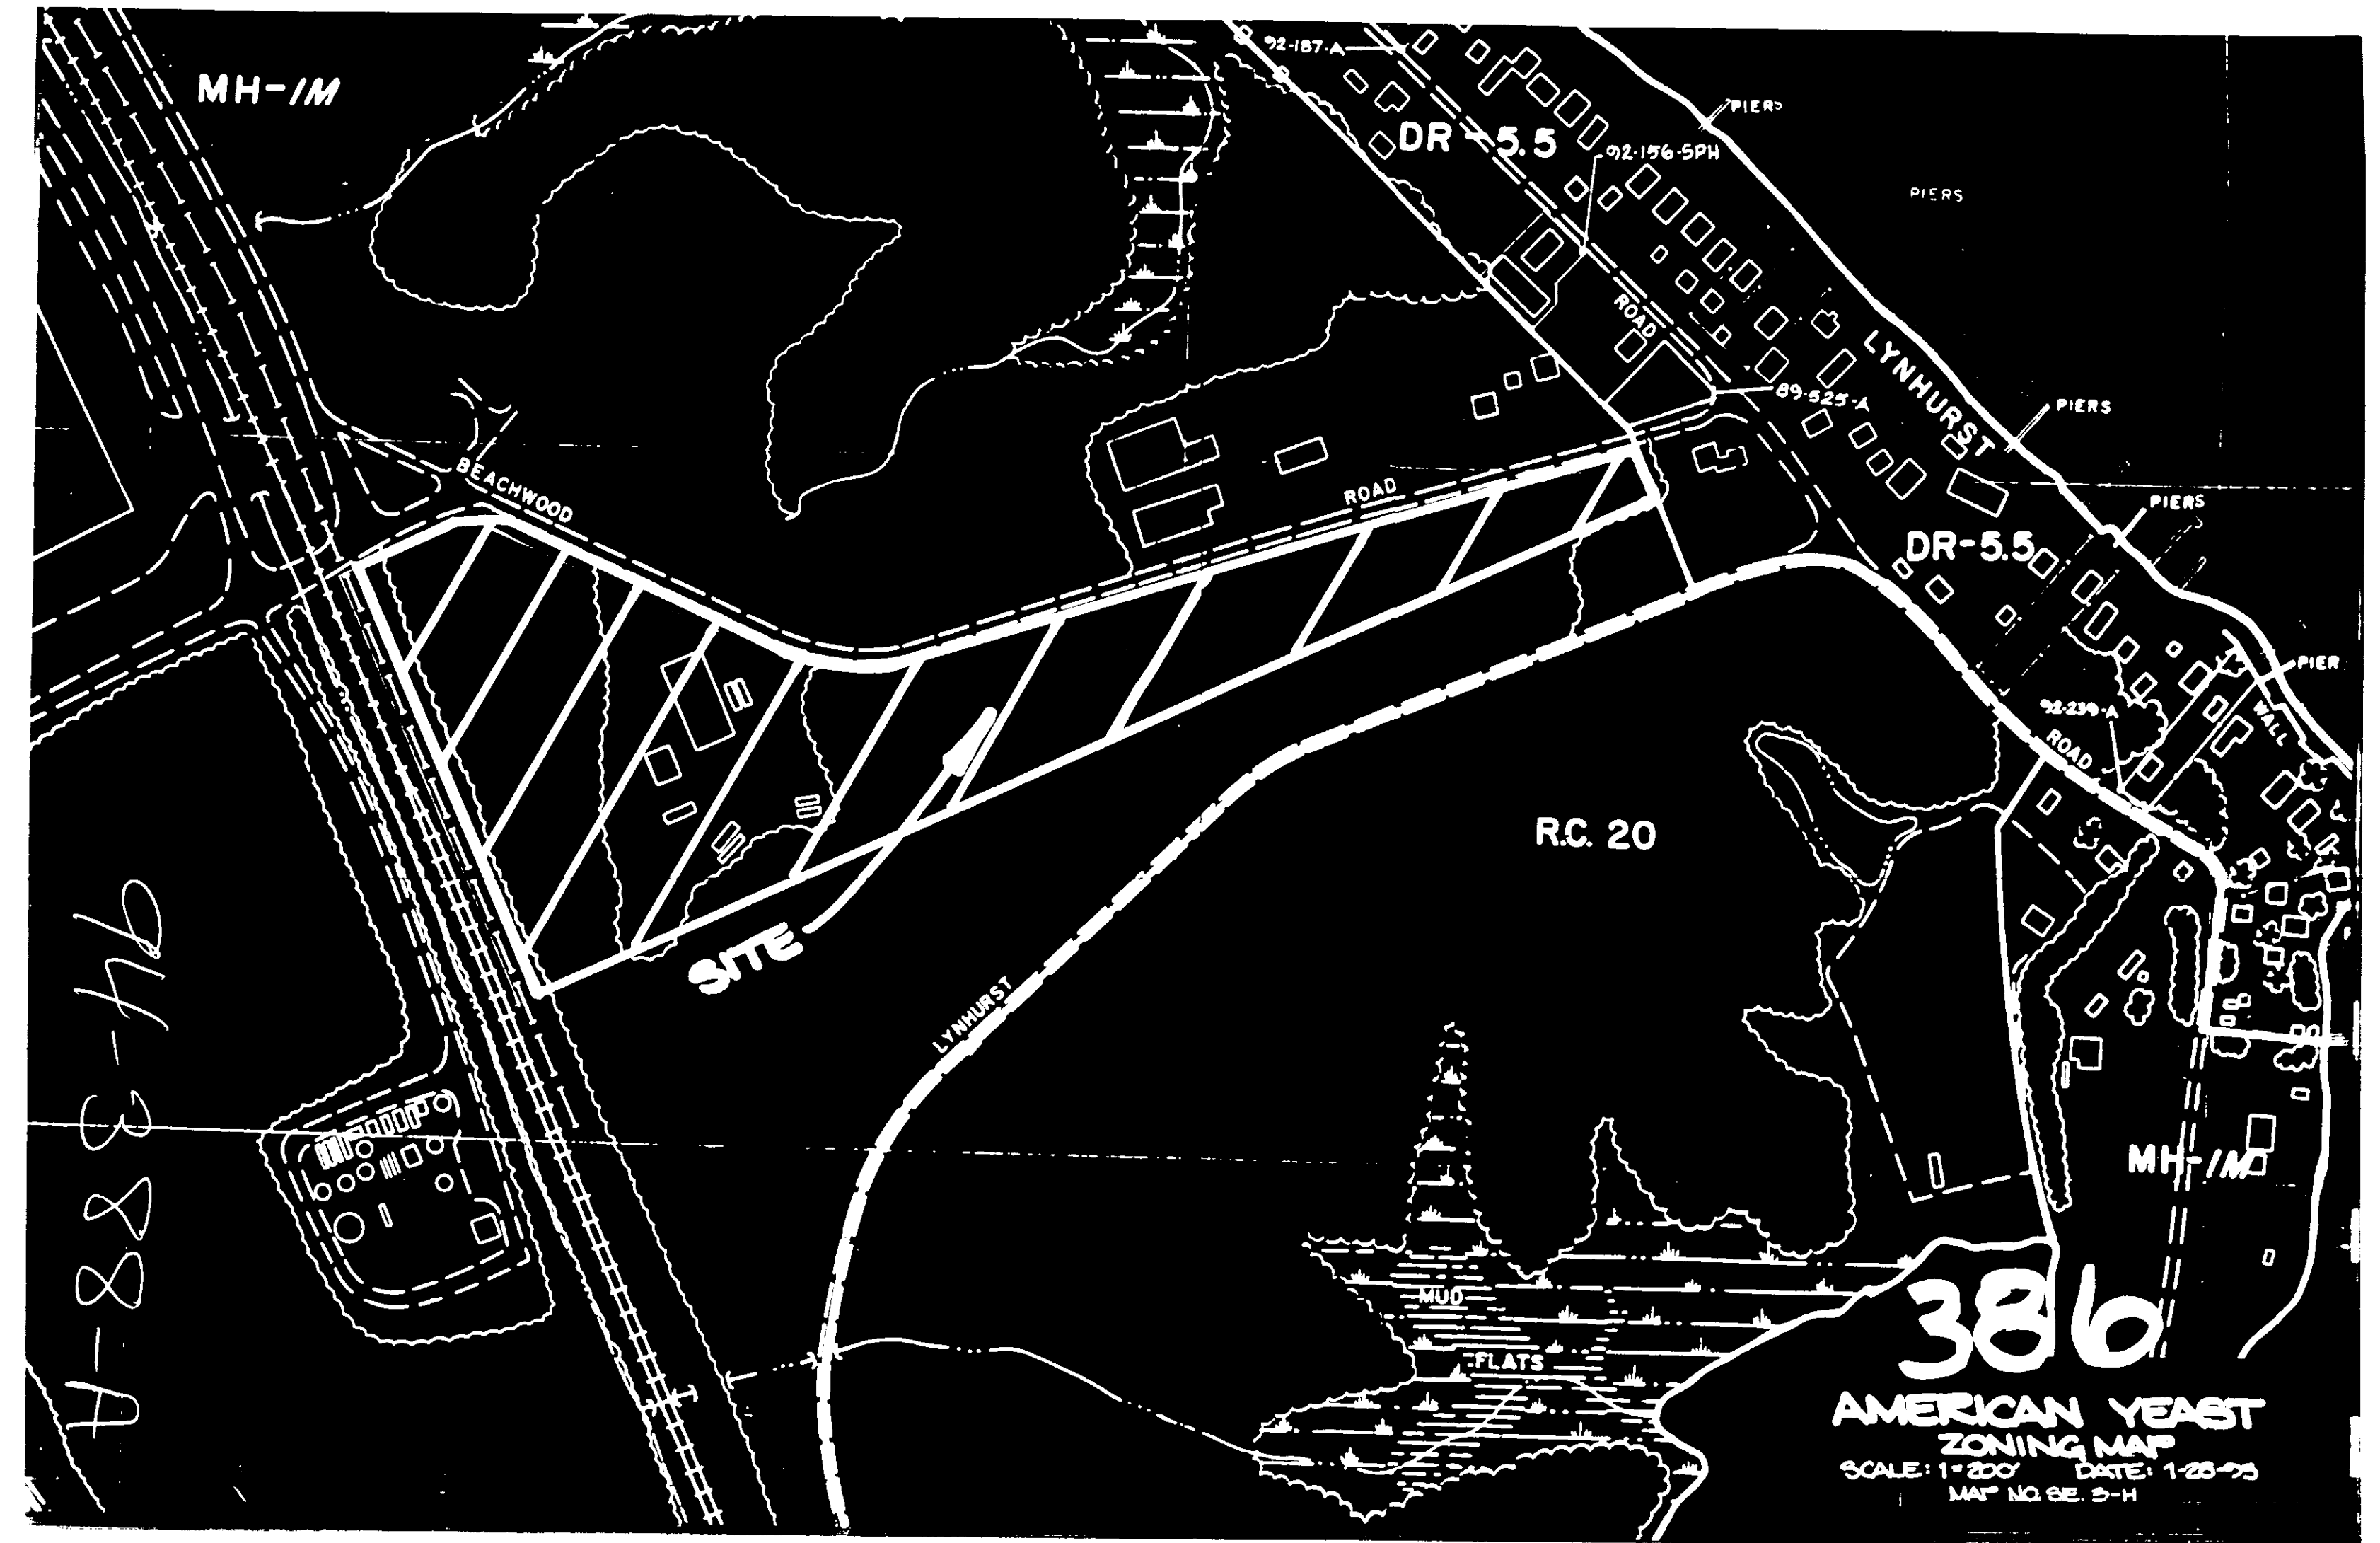 MH-IM
92-187-A
PIERS
DR-5.5
92-156-SPH
PIERS
ROAD
LYNHURST
89-525-A
PIERS
BEACHWOOD
ROAD
PIERS
DR-5.5
PIER
92-239-A
WALL
ROAD
R.C. 20
SITE
LYNHURST
94-388-A
MH-IM
MUD
FLATS
386
AMERICAN YEAST
ZONING MAP
SCALE: 1"=200' DATE: 1-28-93
MAP NO. SE. 3-H